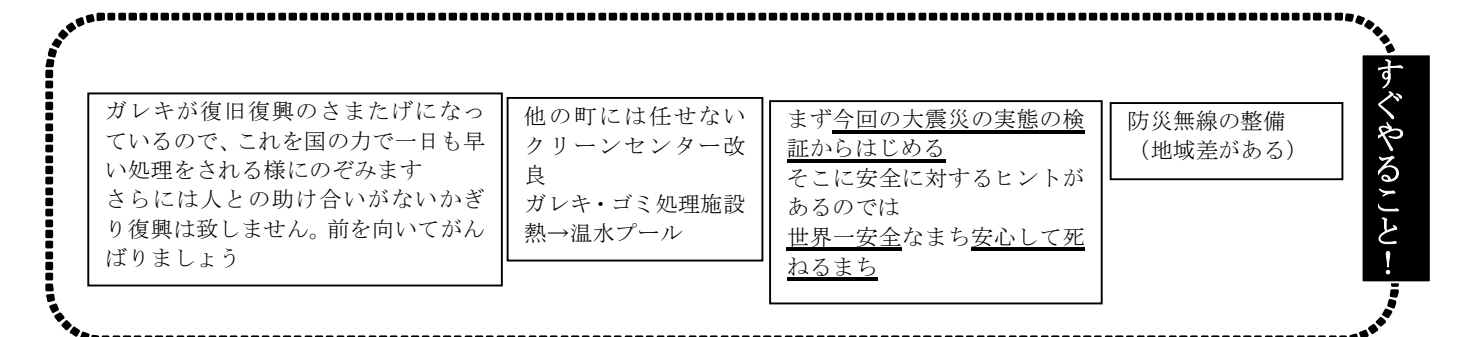 すぐやること!
ガレキが復旧復興のさまたげになっ
ているので、これを国の力で一日も早
い処理をされる様にのぞみます
さらには人との助け合いがないかぎ
り復興は致しません。前を向いてがん
ばりましょう
他の町には任せない
クリーンセンター改
良
ガレキ・ゴミ処理施設
熱→温水プール
まず今回の大震災の実態の検
証からはじめる
そこに安全に対するヒントが
あるのでは
世界一安全なまち安心して死
ねるまち
防災無線の整備
（地域差がある）